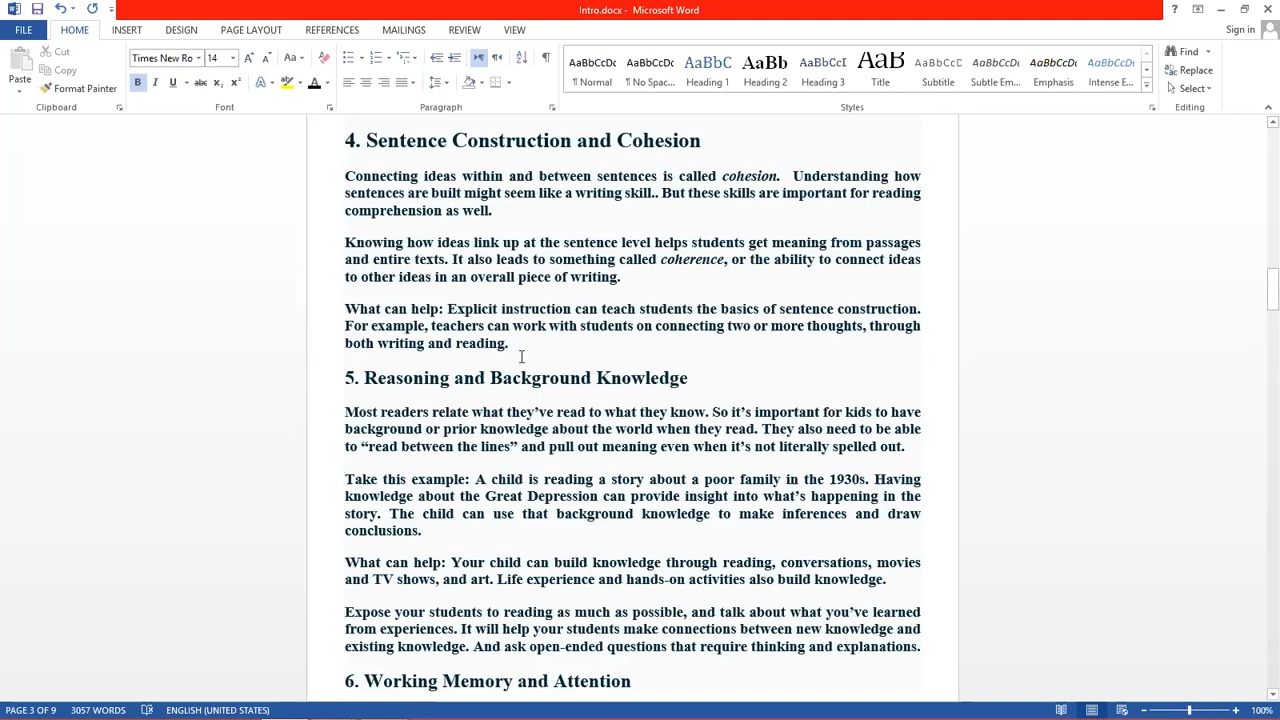 Intro.docx - Microsoft Word
?
FILE HOME INSERT DESIGN PAGE LAYOUT REFERENCES MAILINGS REVIEW VIEW Sign in
Paste Cut Copy Format Painter
Times New Ro 14 Aa
B I U abc X₂ X² A A
AaBbCcDc AaBbCcDc AaBbC AaBb AaBbCcI AaB AaBbCcD AaBbCcDc AaBbCcDc AaBbCcDc
¶ Normal ¶ No Spac... Heading 1 Heading 2 Heading 3 Title Subtitle Subtle Em... Emphasis Intense E...
Find Replace Select
Clipboard Font Paragraph Styles Editing
4. Sentence Construction and Cohesion
Connecting ideas within and between sentences is called cohesion. Understanding how
sentences are built might seem like a writing skill.. But these skills are important for reading
comprehension as well.
Knowing how ideas link up at the sentence level helps students get meaning from passages
and entire texts. It also leads to something called coherence, or the ability to connect ideas
to other ideas in an overall piece of writing.
What can help: Explicit instruction can teach students the basics of sentence construction.
For example, teachers can work with students on connecting two or more thoughts, through
both writing and reading.
5. Reasoning and Background Knowledge
Most readers relate what they’ve read to what they know. So it’s important for kids to have
background or prior knowledge about the world when they read. They also need to be able
to “read between the lines” and pull out meaning even when it’s not literally spelled out.
Take this example: A child is reading a story about a poor family in the 1930s. Having
knowledge about the Great Depression can provide insight into what’s happening in the
story. The child can use that background knowledge to make inferences and draw
conclusions.
What can help: Your child can build knowledge through reading, conversations, movies
and TV shows, and art. Life experience and hands-on activities also build knowledge.
Expose your students to reading as much as possible, and talk about what you’ve learned
from experiences. It will help your students make connections between new knowledge and
existing knowledge. And ask open-ended questions that require thinking and explanations.
6. Working Memory and Attention
PAGE 3 OF 9 3057 WORDS ENGLISH (UNITED STATES) 100%